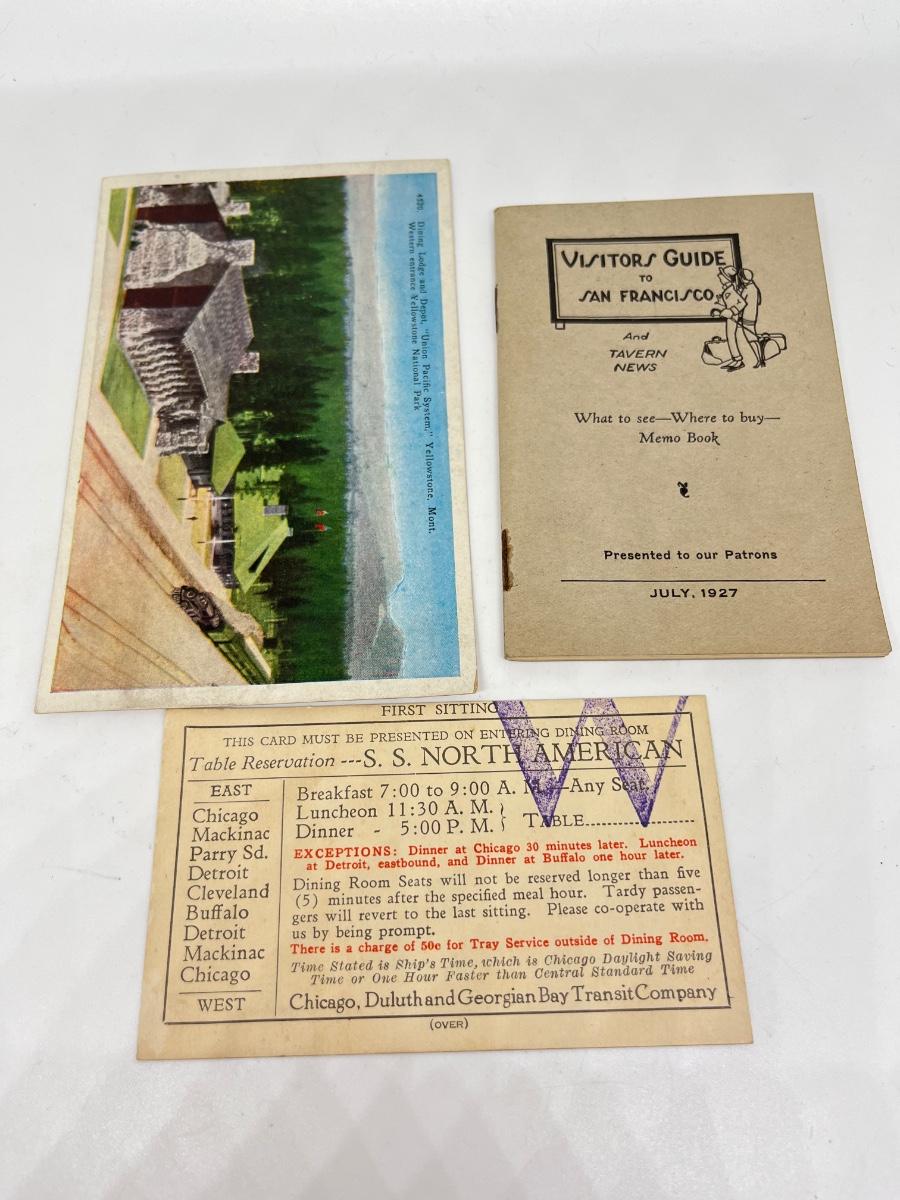 4520. Dining Lodge and Depot, "Union Pacific System," Yellowstone, Mont.
Western entrance Yellowstone National Park
VISITORS GUIDE
TO
SAN FRANCISCO
And
TAVERN
NEWS
What to see—Where to buy—
Memo Book
Presented to our Patrons
JULY, 1927
FIRST SITTING
THIS CARD MUST BE PRESENTED ON ENTERING DINING ROOM
Table Reservation ---S. S. NORTH AMERICAN
EAST
Chicago
Mackinac
Parry Sd.
Detroit
Cleveland
Buffalo
Detroit
Mackinac
Chicago
WEST
Breakfast 7:00 to 9:00 A. M.—Any Seat.
Luncheon 11:30 A. M. }
Dinner - 5:00 P. M. } TABLE....................
EXCEPTIONS: Dinner at Chicago 30 minutes later. Luncheon
at Detroit, eastbound, and Dinner at Buffalo one hour later.
Dining Room Seats will not be reserved longer than five
(5) minutes after the specified meal hour. Tardy passen-
gers will revert to the last sitting. Please co-operate with
us by being prompt.
There is a charge of 50c for Tray Service outside of Dining Room.
Time Stated is Ship's Time, which is Chicago Daylight Saving
Time or One Hour Faster than Central Standard Time
Chicago, Duluth and Georgian Bay Transit Company
(OVER)
W